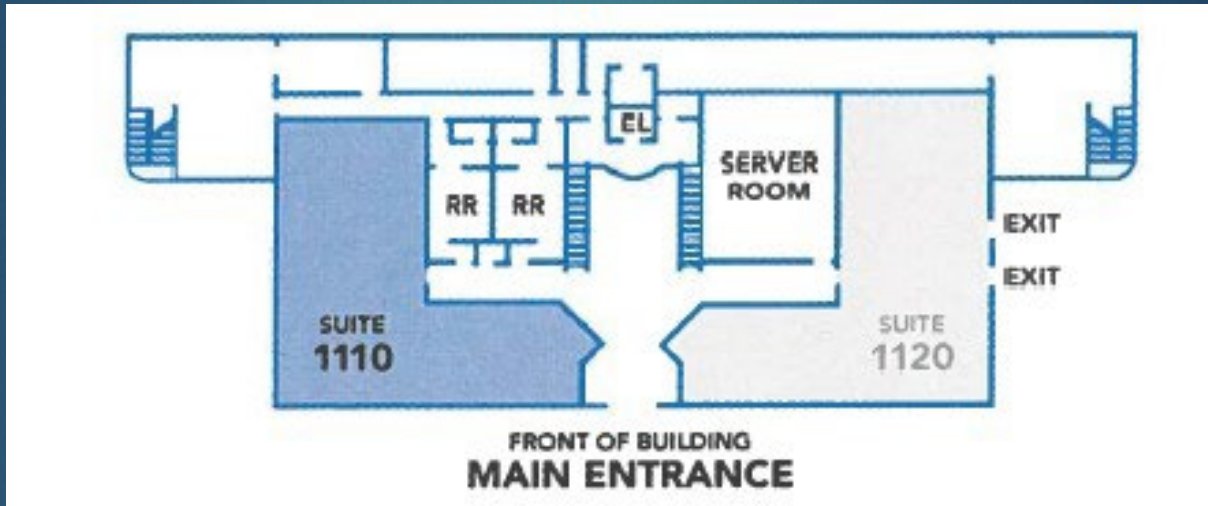 EL
SERVER
ROOM
RR RR
EXIT
EXIT
SUITE
1110
SUITE
1120
FRONT OF BUILDING
MAIN ENTRANCE